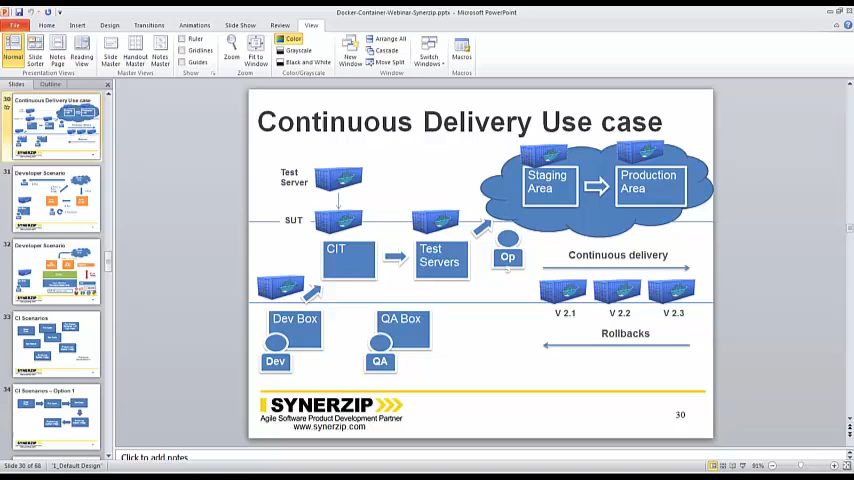 Docker-Container-Webinar-Synerzip.pptx - Microsoft PowerPoint
File Home Insert Design Transitions Animations Slide Show Review View
Normal
Slide Sorter
Notes Page
Reading View
Presentation Views
Slide Master
Handout Master
Notes Master
Master Views
Ruler
Gridlines
Guides
Show
Zoom
Fit to Window
Zoom
Color
Grayscale
Black and White
Color/Grayscale
New Window
Arrange All
Cascade
Move Split
Window
Switch Windows
Macros
Macros
Slides Outline
30
Continuous Delivery Use case
31
Developer Scenario
32
Developer Scenario
33
CI Scenarios
34
CI Scenarios – Option 1
Continuous Delivery Use case
Test Server
SUT
CIT
Test Servers
Staging Area
Production Area
Op
Dev Box
QA Box
Dev
QA
Continuous delivery
V 2.1 V 2.2 V 2.3
Rollbacks
SYNERZIP
Agile Software Product Development Partner
www.synerzip.com
30
Click to add notes
Slide 30 of 68 "1_Default Design" 91%